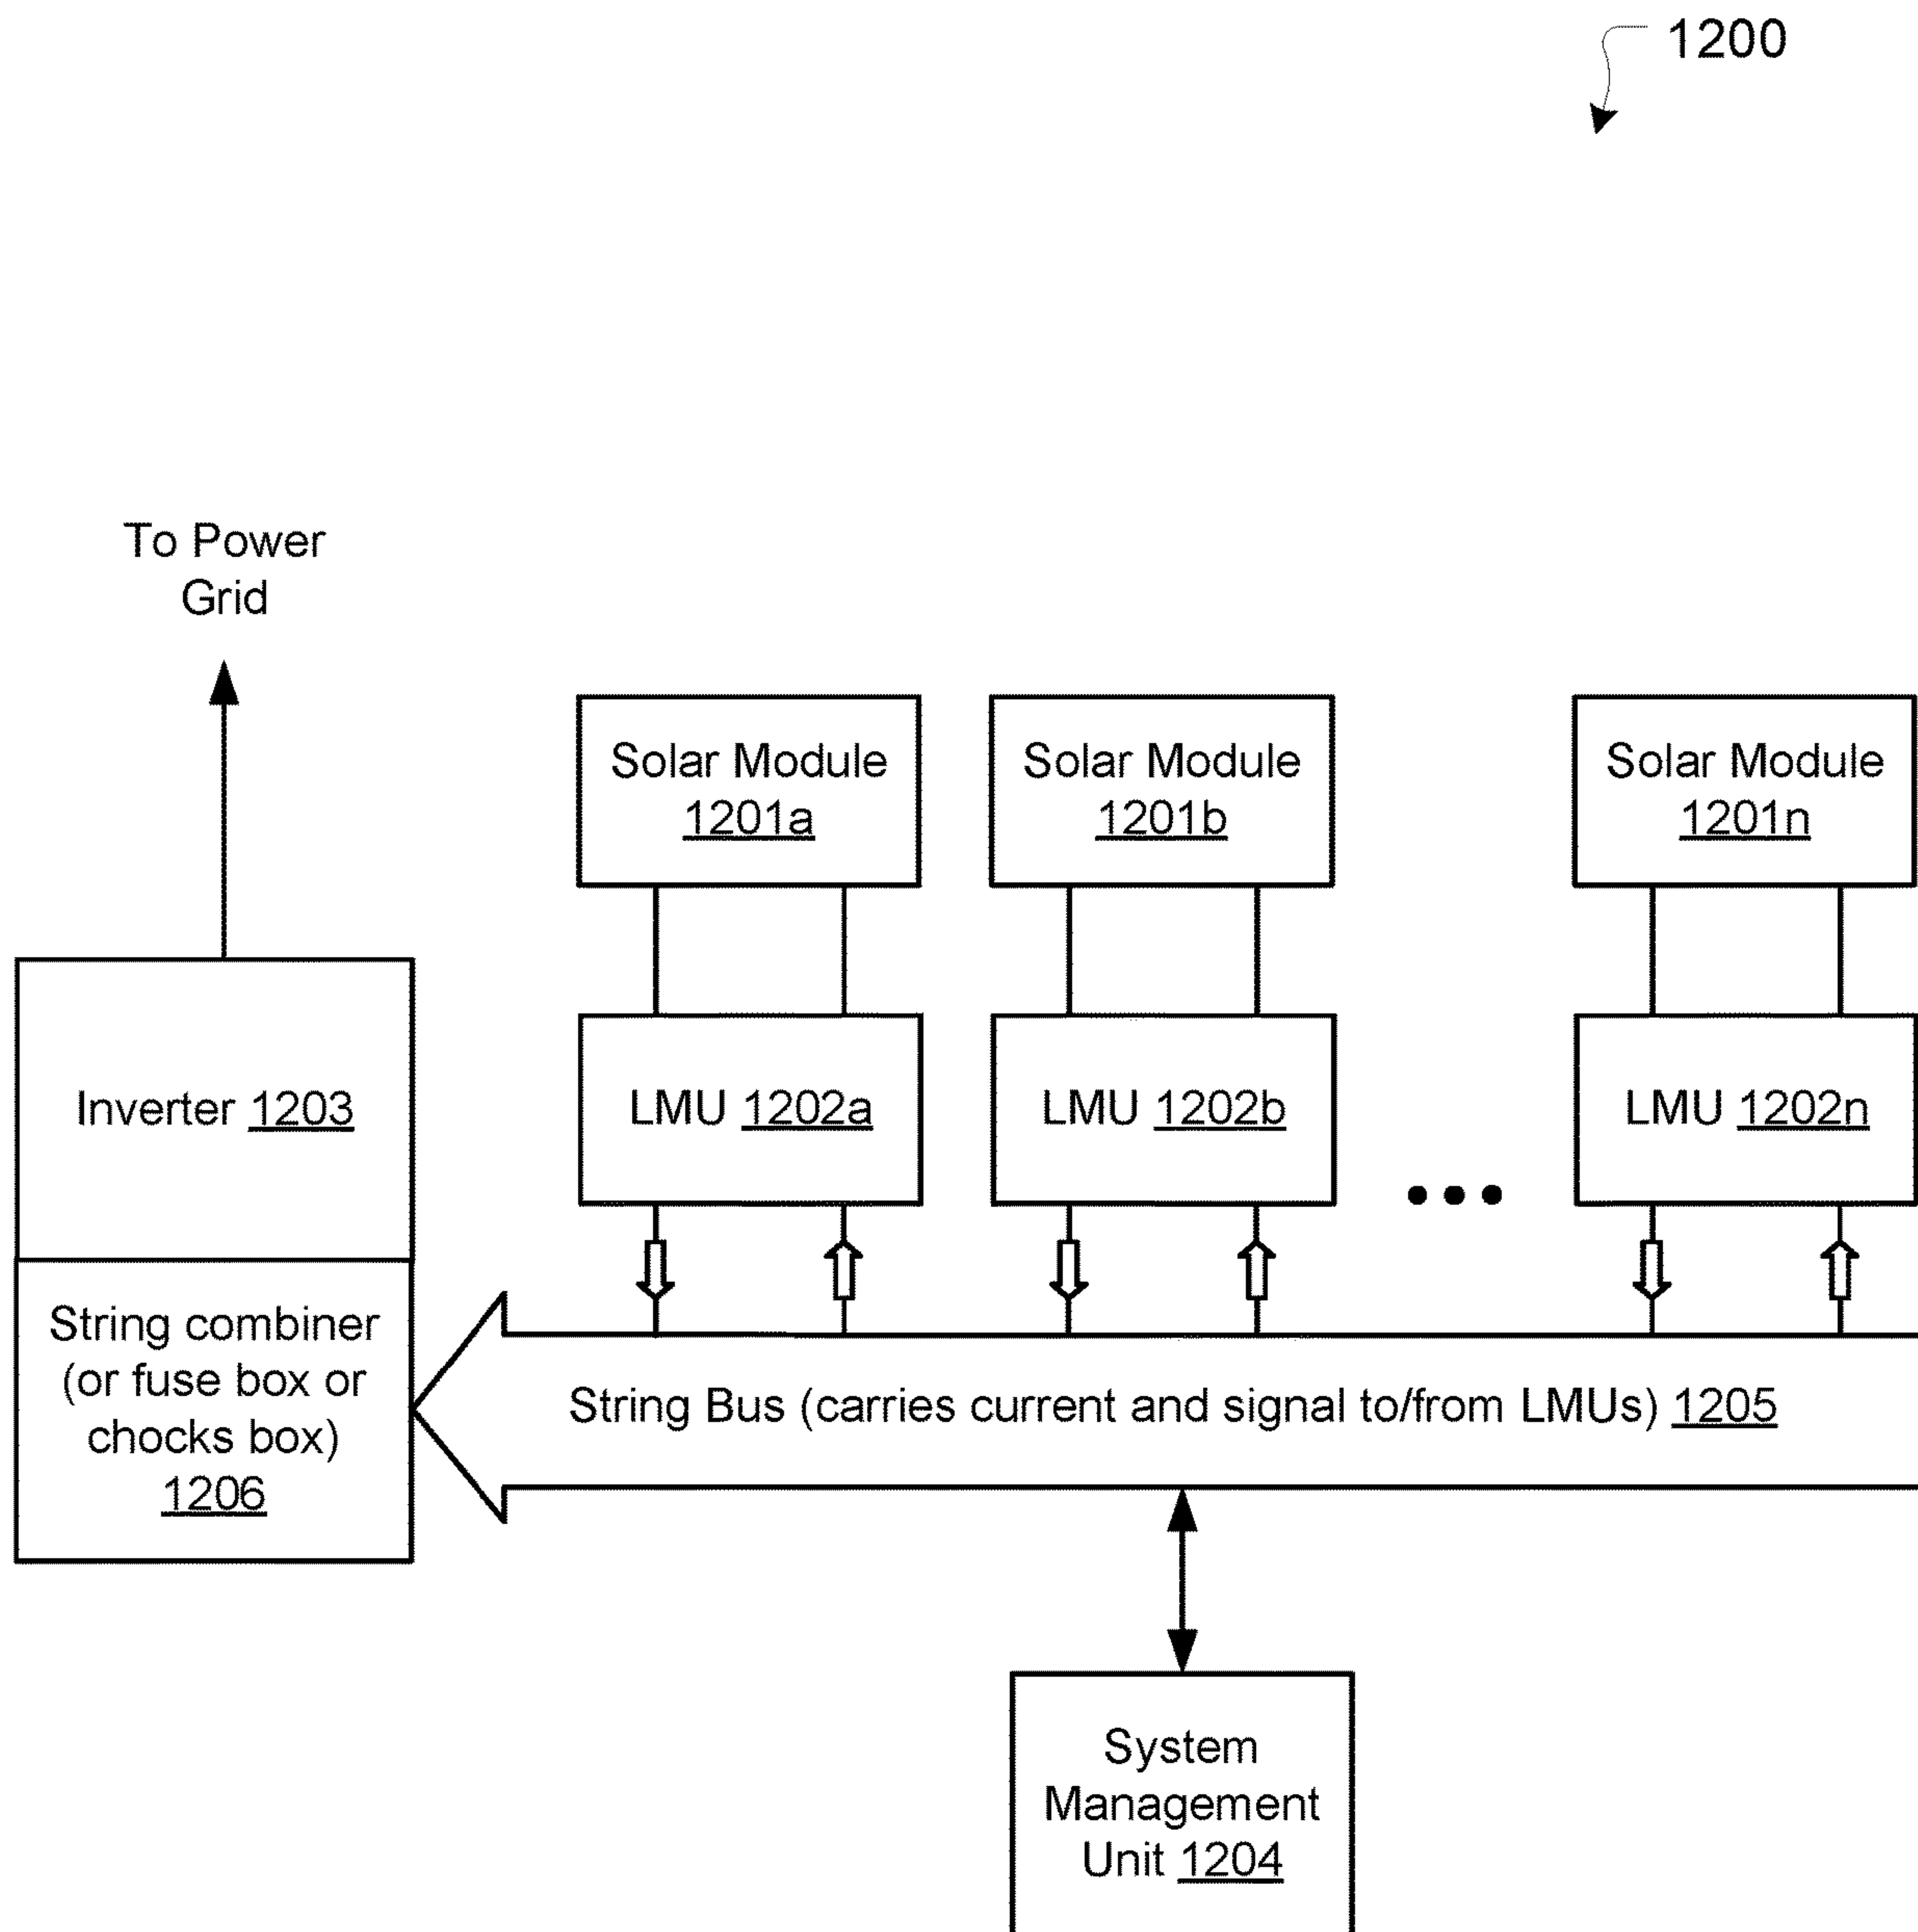 1200
To Power
Grid
Solar Module
1201a
Solar Module
1201b
Solar Module
1201n
Inverter 1203
LMU 1202a
LMU 1202b
LMU 1202n
String combiner
(or fuse box or
chocks box)
1206
String Bus (carries current and signal to/from LMUs) 1205
System
Management
Unit 1204